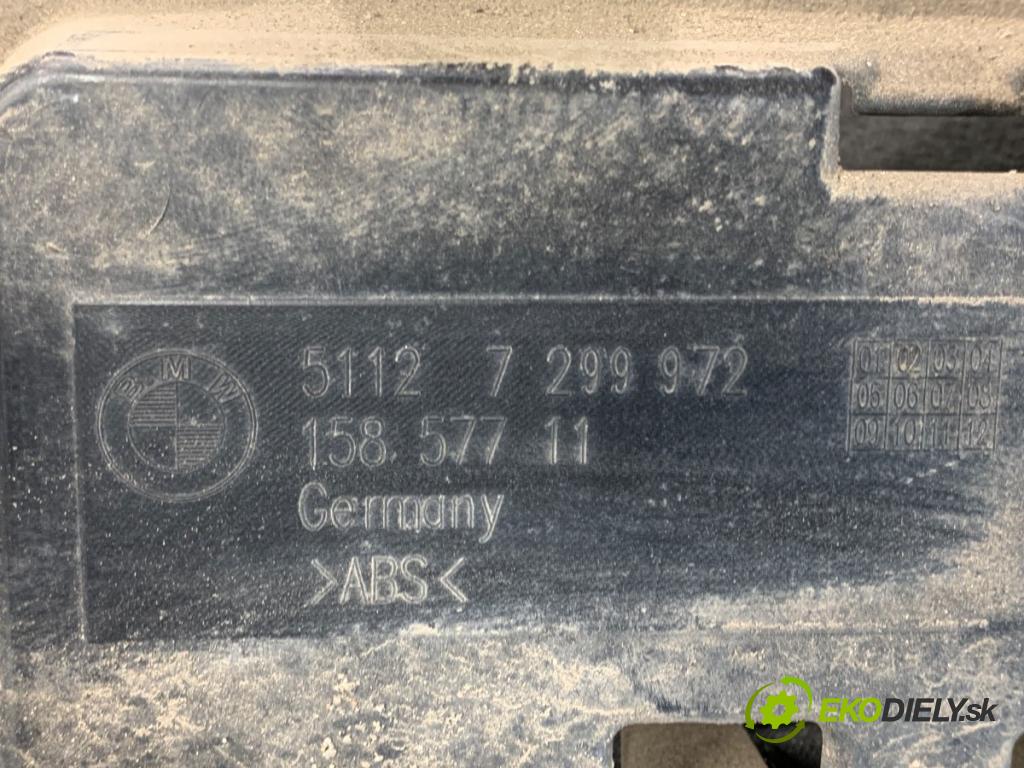 BMW
5112 7 299 972
158 577 11
Germany
>ABS<
01 02 03 04
05 06 07 08
09 10 11 12
EKODIELY.sk